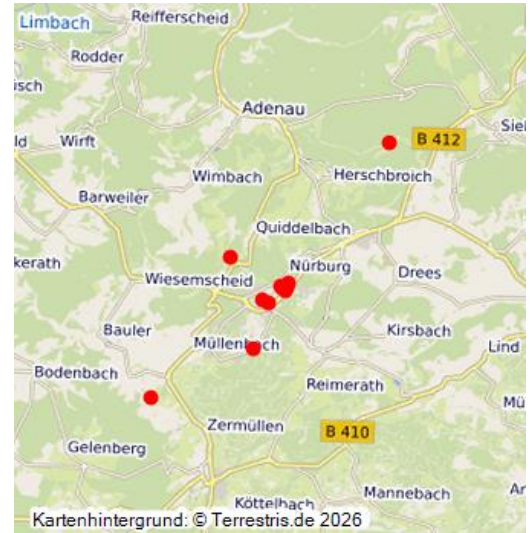 Limbach
Reifferscheid
Rodder
isch
Adenau
Sie
ld
Wirft
B 412
Wimbach
Herschbroich
Barweiler
Quiddelbach
kerath
Wiesemscheid
Nürburg
Drees
Bauler
Müllenbach
Kirsbach
Lind
Bodenbach
Reimerath
Mü
Zermüllen
B 410
Gelenberg
Köttelbach
Mannebach
Ar
Kartenhintergrund: © Terrestris.de 2026